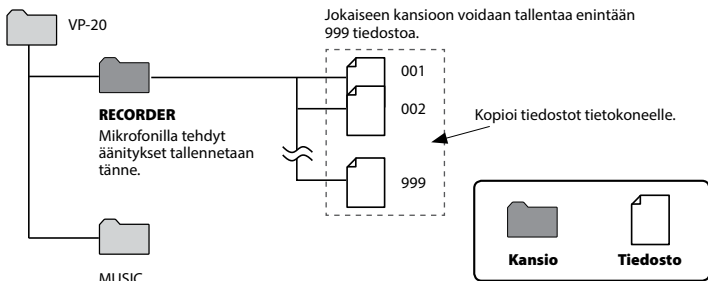 VP-20
Jokaiseen kansioon voidaan tallentaa enintään
999 tiedostoa.
001
002
999
RECORDER
Mikrofonilla tehdyt
äänitykset tallennetaan
tänne.
Kopioi tiedostot tietokoneelle.
MUSIC
Kansio
Tiedosto